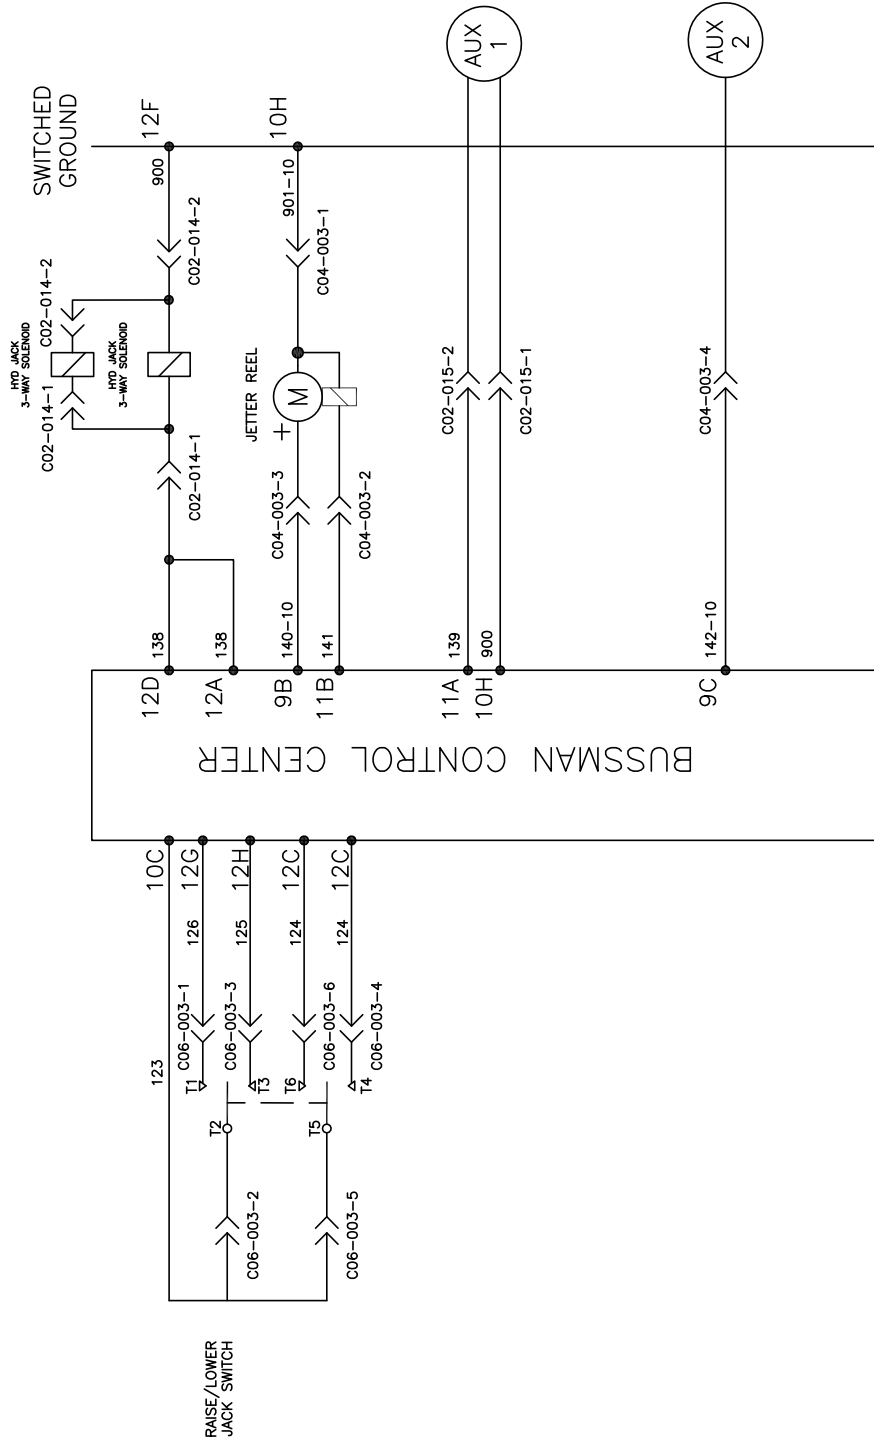 SWITCHED
GROUND
12F
10H
900
901-10
C02-014-2
C02-014-2
C04-003-1
HYD JACK
3-WAY SOLENOID
HYD JACK
3-WAY SOLENOID
C02-014-1
C02-014-1
JETTER REEL
M
+
C04-003-3
C04-003-2
AUX
1
AUX
2
C02-015-2
C02-015-1
C04-003-4
138
138
140-10
141
139
900
142-10
12D
12A
9B
11B
11A
10H
9C
BUSSMAN CONTROL CENTER
10C
12G
12H
12C
12C
126
125
124
124
123
C06-003-1
C06-003-3
C06-003-6
C06-003-4
T1
T3
T6
T4
T2
T5
C06-003-2
C06-003-5
RAISE/LOWER
JACK SWITCH